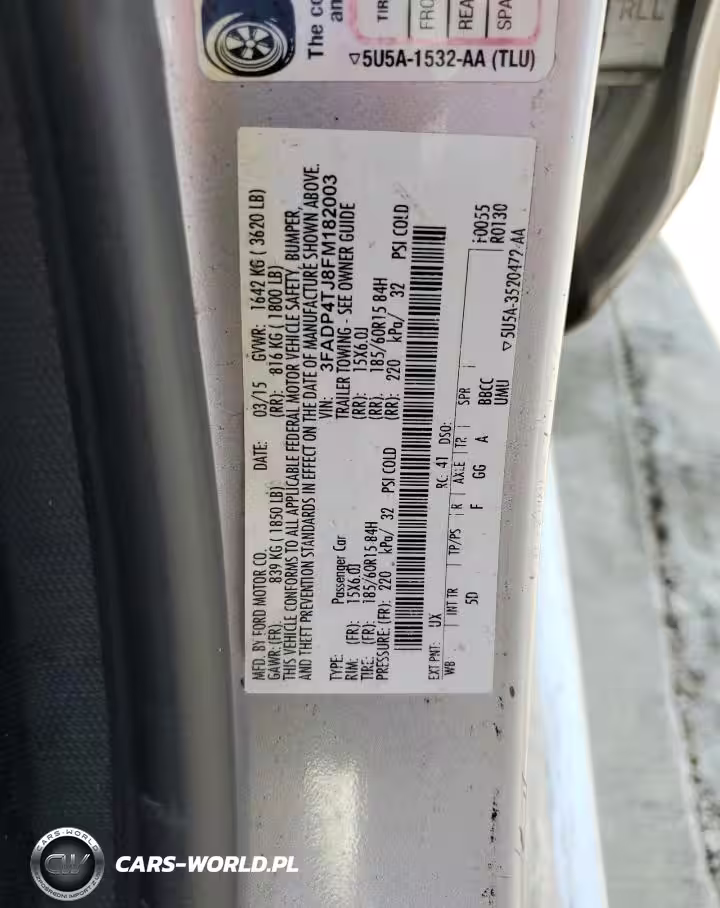 The co
an
TIR
FRO
REA
SPA
▽5U5A-1532-AA (TLU)
RLL
MFD. BY FORD MOTOR CO. DATE: 03/15 GVWR: 1642 KG ( 3620 LB)
GAWR:(FR): 839 KG ( 1850 LB) (RR): 816 KG ( 1800 LB)
THIS VEHICLE CONFORMS TO ALL APPLICABLE FEDERAL MOTOR VEHICLE SAFETY, BUMPER,
AND THEFT PREVENTION STANDARDS IN EFFECT ON THE DATE OF MANUFACTURE SHOWN ABOVE.
VIN: 3FADP4TJ8FM182003
TYPE: Passenger Car TRAILER TOWING - SEE OWNER GUIDE
RIM: (FR): 15X6.0J (RR): 15X6.0J
TIRE: (FR): 185/60R15 84H (RR): 185/60R15 84H
PRESSURE:(FR): 220 kPa/ 32 PSI COLD (RR): 220 kPa/ 32 PSI COLD
EXT PNT: UX RC: 41 DSO: F0055
R0130
WB INT TR TP/PS R AXLE TR SPR
5D F GG A BBCC
UMU
▽5U5A-3520472-AA
CARS-WORLD
CW
CARS-WORLD.PL